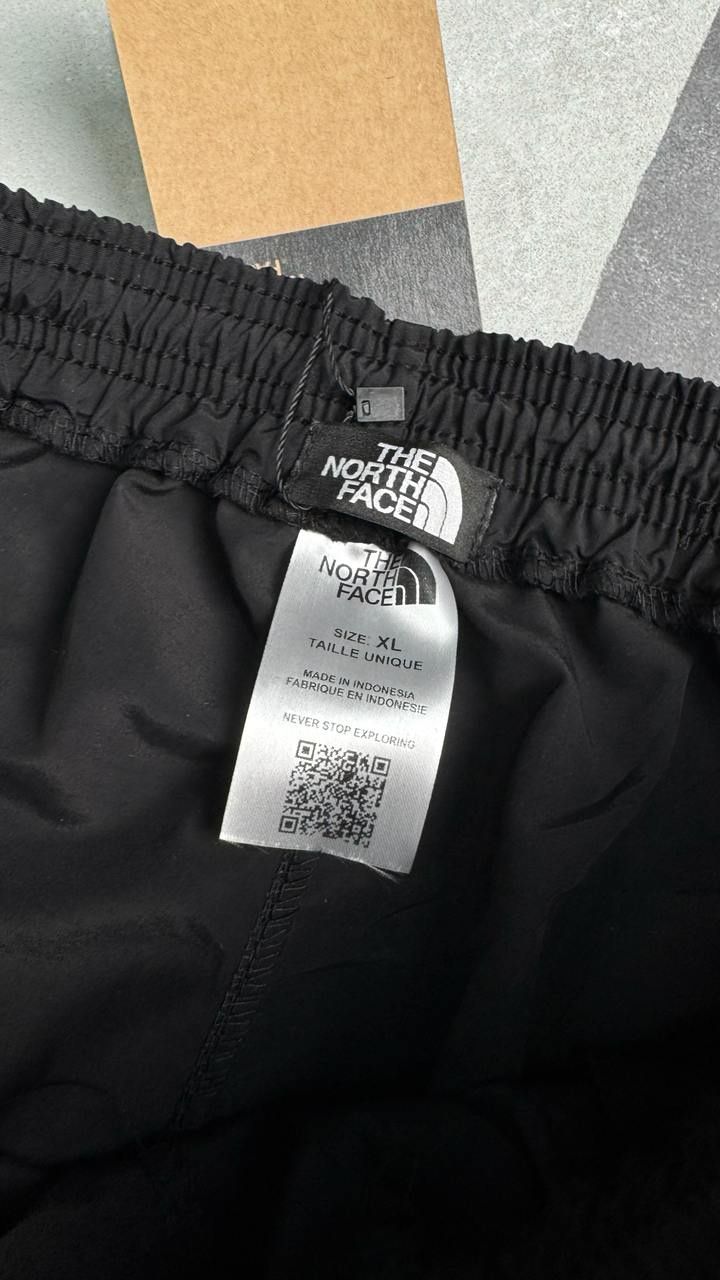 THE
NORTH
FACE
THE
NORTH
FACE
SIZE: XL
TAILLE UNIQUE
MADE IN INDONESIA
FABRIQUE EN INDONESIE
NEVER STOP EXPLORING